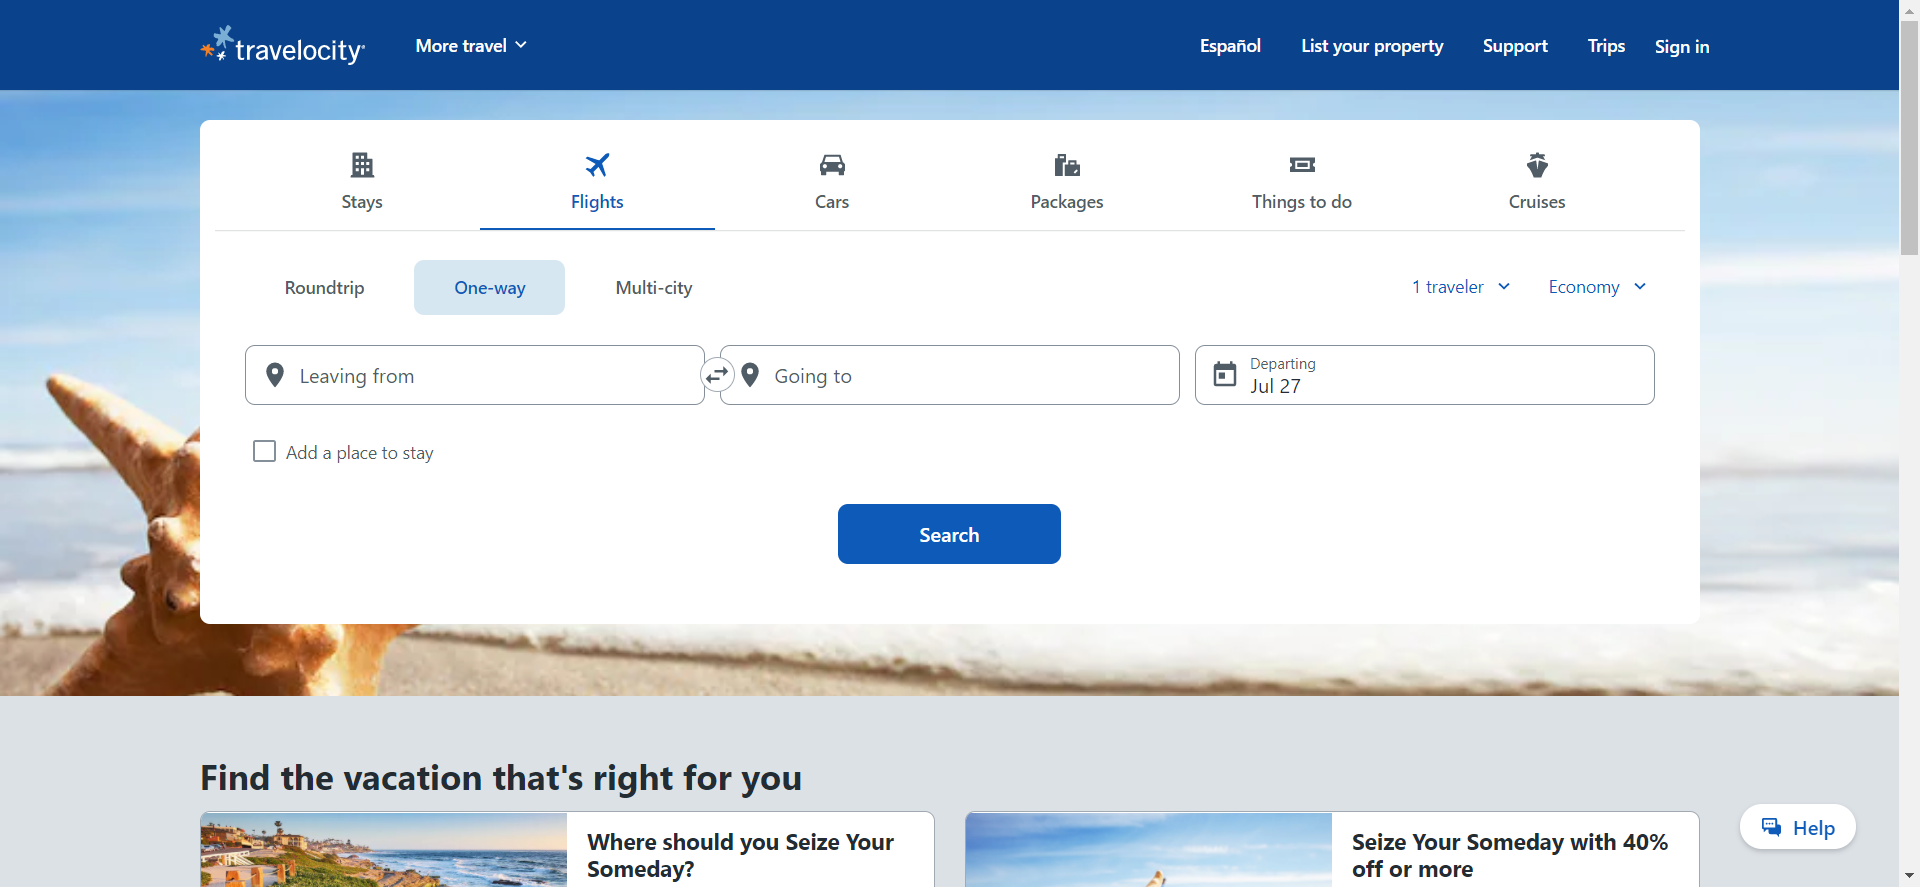 travelocity
More travel
Español
List your property
Support
Trips
Sign in
Stays
Flights
Cars
Packages
Things to do
Cruises
Roundtrip
One-way
Multi-city
1 traveler
Economy
Leaving from
Going to
Departing
Jul 27
Add a place to stay
Search
Find the vacation that's right for you
Where should you Seize Your
Someday?
Seize Your Someday with 40%
off or more
Help